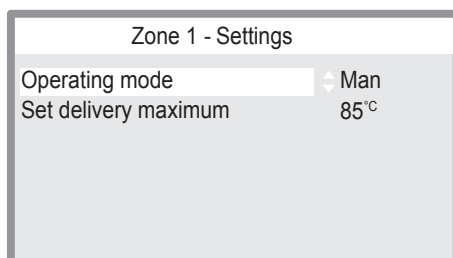 Zone 1 - Settings
Operating mode Man
Set delivery maximum 85°C